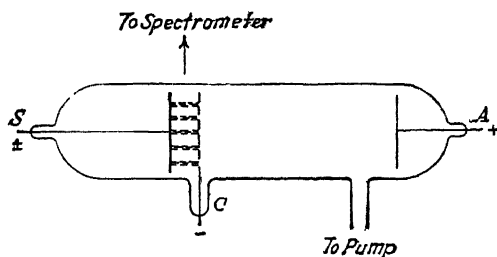 To Spectrometer
S
±
A
+
C
-
To Pump